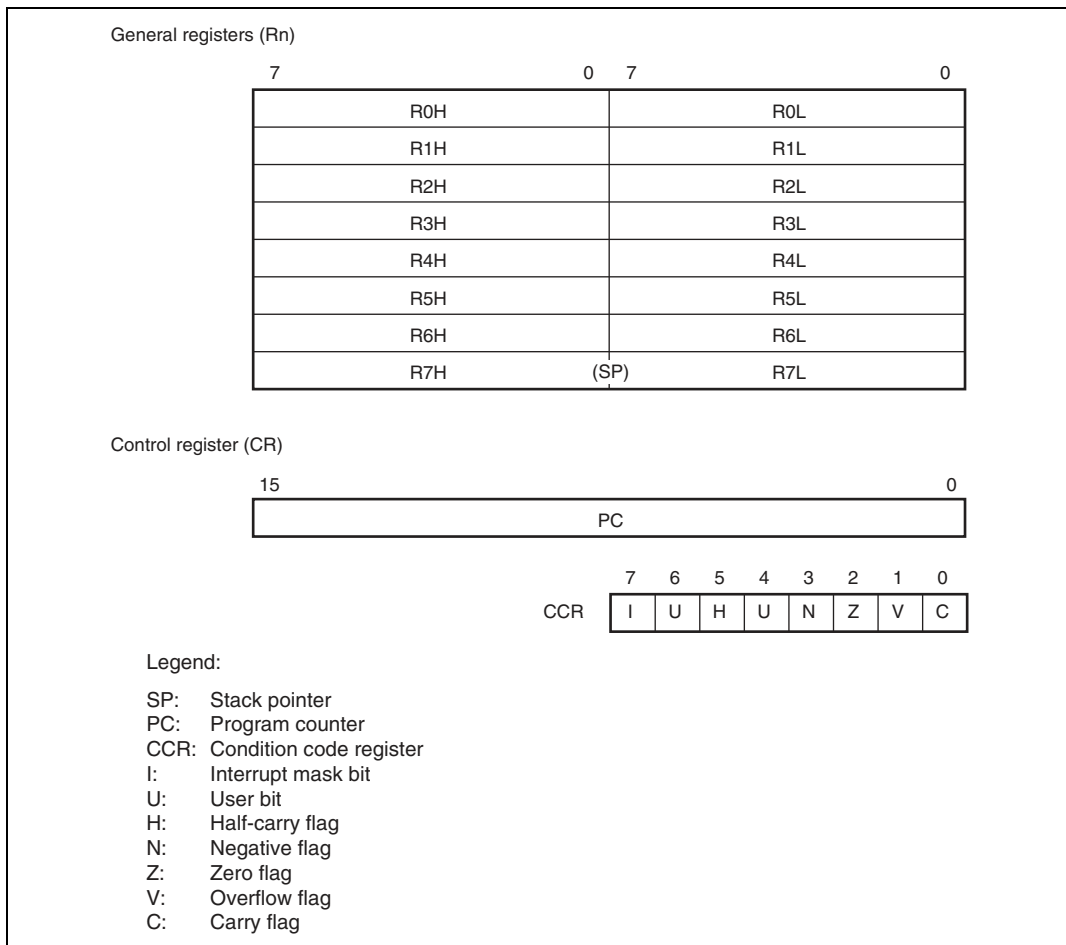 General registers (Rn)
7 0 7 0
R0H R0L
R1H R1L
R2H R2L
R3H R3L
R4H R4L
R5H R5L
R6H R6L
R7H (SP) R7L
Control register (CR)
15 0
PC
7 6 5 4 3 2 1 0
CCR I U H U N Z V C
Legend:
SP: Stack pointer
PC: Program counter
CCR: Condition code register
I: Interrupt mask bit
U: User bit
H: Half-carry flag
N: Negative flag
Z: Zero flag
V: Overflow flag
C: Carry flag